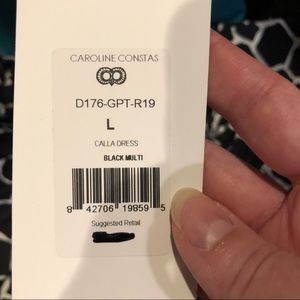 CAROLINE CONSTAS
D176-GPT-R19
L
CALLA DRESS
BLACK MULTI
8 42706 19859 5
Suggested Retail